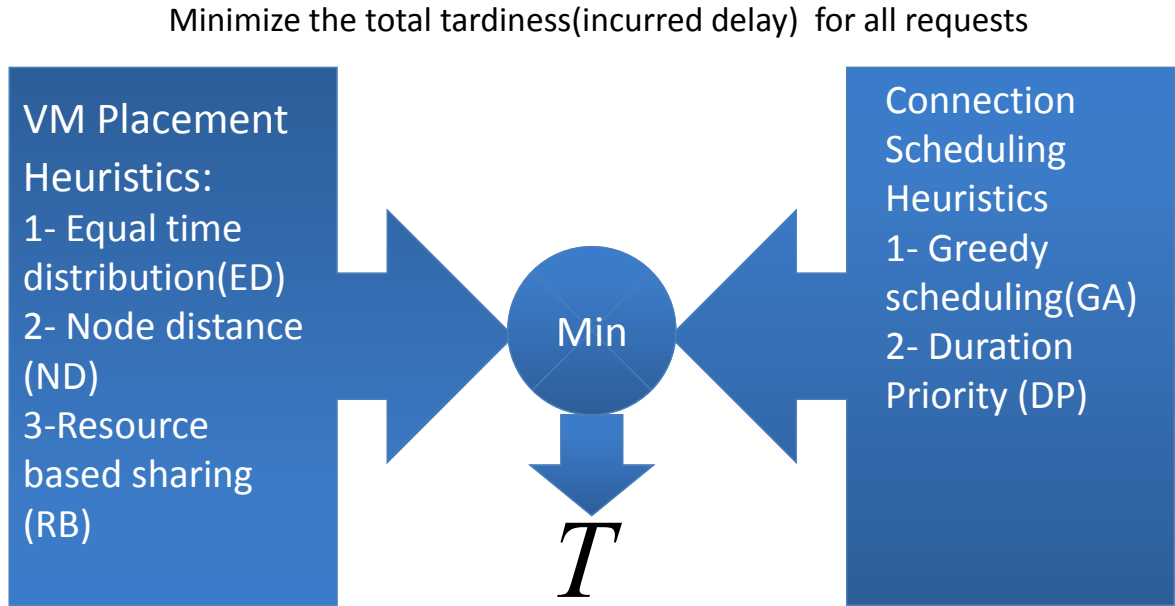 Minimize the total tardiness(incurred delay) for all requests
VM Placement
Heuristics:
1- Equal time
distribution(ED)
2- Node distance
(ND)
3-Resource
based sharing
(RB)
Min
T
Connection
Scheduling
Heuristics
1- Greedy
scheduling(GA)
2- Duration
Priority (DP)